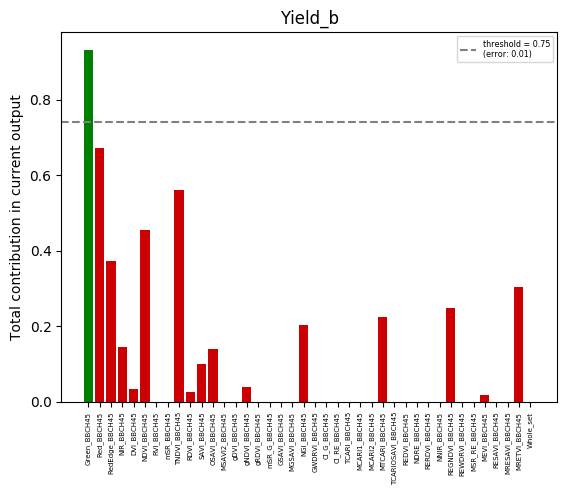 Yield_b
threshold = 0.75
(error: 0.01)
Total contribution in current output
0.8
0.6
0.4
0.2
0.0
Green_BBCH45
Red_BBCH45
RedEdge_BBCH45
NIR_BBCH45
DVI_BBCH45
NDVI_BBCH45
RVI_BBCH45
mSR_BBCH45
TNDVI_BBCH45
RDVI_BBCH45
SAVI_BBCH45
OSAVI_BBCH45
MSAVI2_BBCH45
gDVI_BBCH45
gNDVI_BBCH45
gRDVI_BBCH45
mSR_G_BBCH45
GSAVI_BBCH45
MGSAVI_BBCH45
NGI_BBCH45
GWDRVI_BBCH45
CI_G_BBCH45
CI_RE_BBCH45
TCARI_BBCH45
MCARI1_BBCH45
MCARI2_BBCH45
MTCARI_BBCH45
TCARIOSAVI_BBCH45
REDVI_BBCH45
NDRE_BBCH45
RERDVI_BBCH45
NNIR_BBCH45
REGNDVI_BBCH45
REWDRVI_BBCH45
MSR_RE_BBCH45
MEVI_BBCH45
RESAVI_BBCH45
MRESAVI_BBCH45
MRETVI_BBCH45
Whole_set